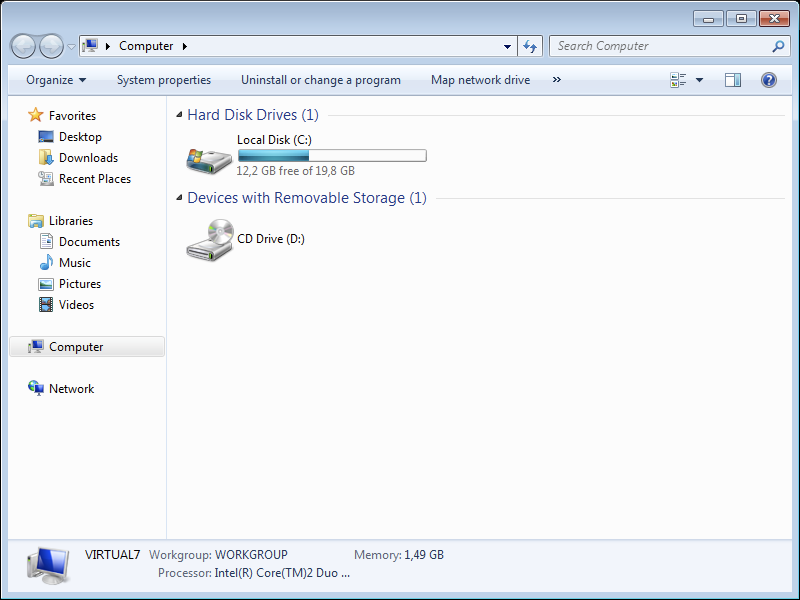 Computer
Search Computer
Organize
System properties
Uninstall or change a program
Map network drive
»
Favorites
Desktop
Downloads
Recent Places
Libraries
Documents
Music
Pictures
Videos
Computer
Network
Hard Disk Drives (1)
Local Disk (C:)
12,2 GB free of 19,8 GB
Devices with Removable Storage (1)
CD Drive (D:)
VIRTUAL7 Workgroup: WORKGROUP Memory: 1,49 GB
Processor: Intel(R) Core(TM)2 Duo ...